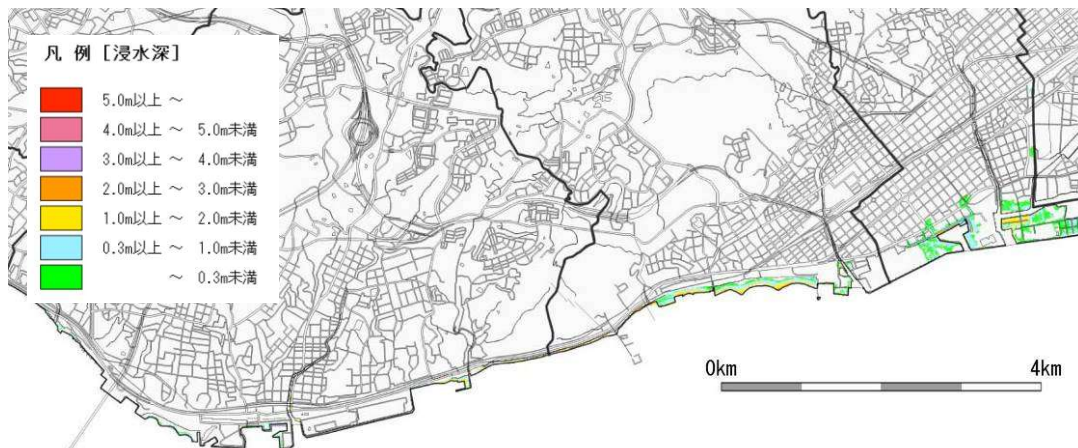 凡 例 [浸水深]
5.0m以上 ～
4.0m以上 ～ 5.0m未満
3.0m以上 ～ 4.0m未満
2.0m以上 ～ 3.0m未満
1.0m以上 ～ 2.0m未満
0.3m以上 ～ 1.0m未満
～ 0.3m未満
0km 4km